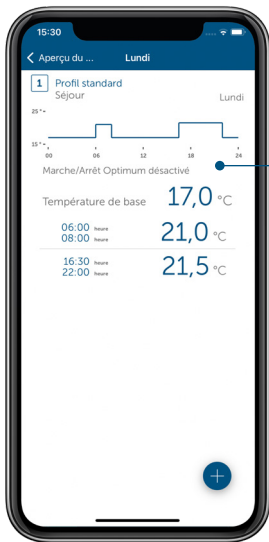 15:30
Aperçu du ... Lundi
1 Profil standard
Séjour Lundi
25 °
15 °
00 06 12 18 24
Marche/Arrêt Optimum désactivé
Température de base 17,0 °C
06:00 heure
08:00 heure 21,0 °C
16:30 heure
22:00 heure 21,5 °C
+